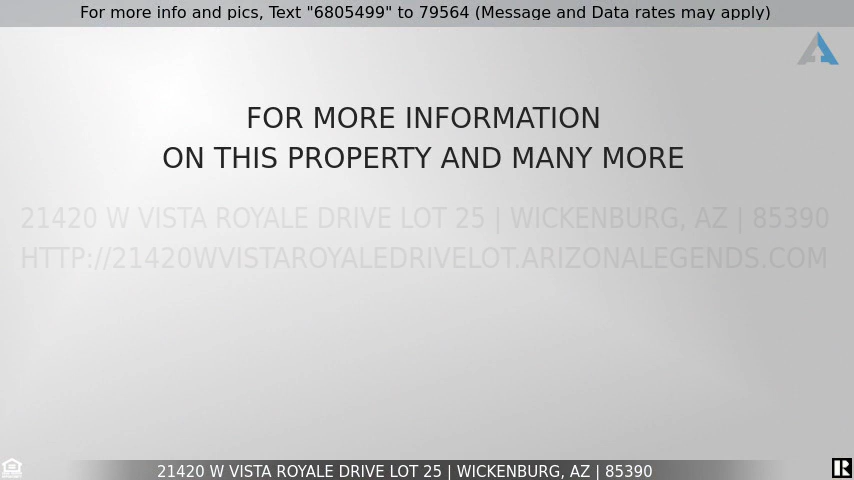 For more info and pics, Text "6805499" to 79564 (Message and Data rates may apply)
FOR MORE INFORMATION
ON THIS PROPERTY AND MANY MORE
21420 W VISTA ROYALE DRIVE LOT 25 | WICKENBURG, AZ | 85390
HTTP://21420WVISTAROYALEDRIVELOT.ARIZONALEGENDS.COM
21420 W VISTA ROYALE DRIVE LOT 25 | WICKENBURG, AZ | 85390